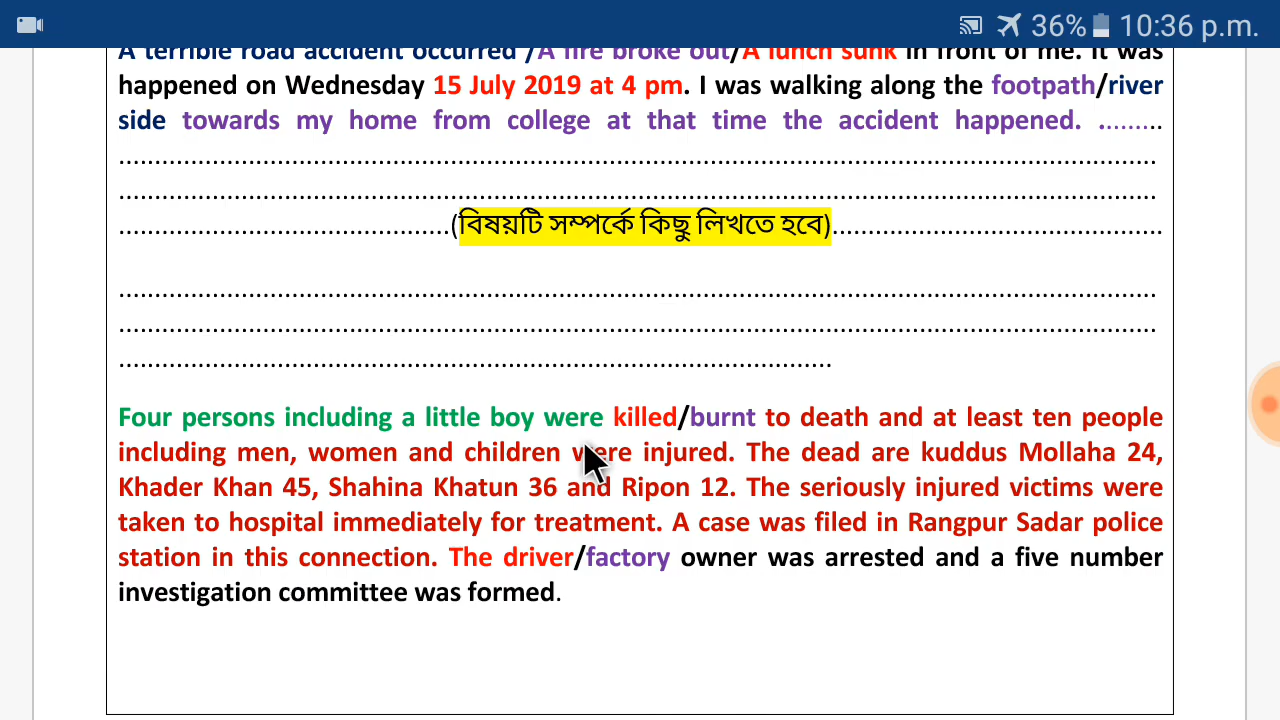 36% 10:36 p.m.
A terrible road accident occurred /A fire broke out/A lunch sunk in front of me. It was
happened on Wednesday 15 July 2019 at 4 pm. I was walking along the footpath/river
side towards my home from college at that time the accident happened. .........
.................................................................................................................................................
.................................................................................................................................................
..............................................(বিষয়টি সম্পর্কে কিছু লিখতে হবে)..............................................
.................................................................................................................................................
.................................................................................................................................................
....................................................................................................
Four persons including a little boy were killed/burnt to death and at least ten people
including men, women and children were injured. The dead are kuddus Mollaha 24,
Khader Khan 45, Shahina Khatun 36 and Ripon 12. The seriously injured victims were
taken to hospital immediately for treatment. A case was filed in Rangpur Sadar police
station in this connection. The driver/factory owner was arrested and a five number
investigation committee was formed.